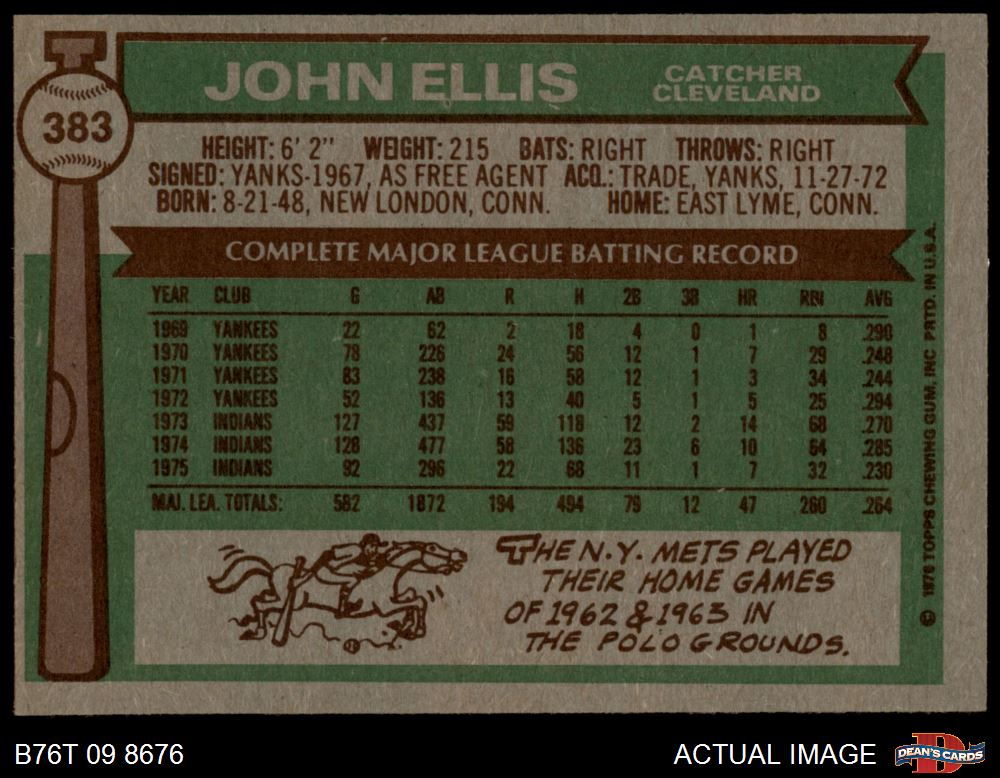 383
JOHN ELLIS
CATCHER
CLEVELAND
HEIGHT: 6' 2" WEIGHT: 215 BATS: RIGHT THROWS: RIGHT
SIGNED: YANKS-1967, AS FREE AGENT ACQ.: TRADE, YANKS, 11-27-72
BORN: 8-21-48, NEW LONDON, CONN. HOME: EAST LYME, CONN.
COMPLETE MAJOR LEAGUE BATTING RECORD
YEAR CLUB G AB R H 2B 3B HR RBI AVG
1969 YANKEES 22 62 2 18 4 0 1 8 .290
1970 YANKEES 78 226 24 56 12 1 7 29 .248
1971 YANKEES 83 238 16 58 12 1 3 34 .244
1972 YANKEES 52 136 13 40 5 1 5 25 .294
1973 INDIANS 127 437 59 118 12 2 14 68 .270
1974 INDIANS 128 477 58 136 23 6 10 64 .285
1975 INDIANS 92 296 22 68 11 1 7 32 .230
MAJ. LEA. TOTALS: 582 1872 194 494 79 12 47 260 .264
THE N.Y. METS PLAYED
THEIR HOME GAMES
OF 1962 & 1963 IN
THE POLO GROUNDS.
© 1976 TOPPS CHEWING GUM, INC PRTD. IN U.S.A.
B76T 09 8676
ACTUAL IMAGE
DEAN'S CARDS